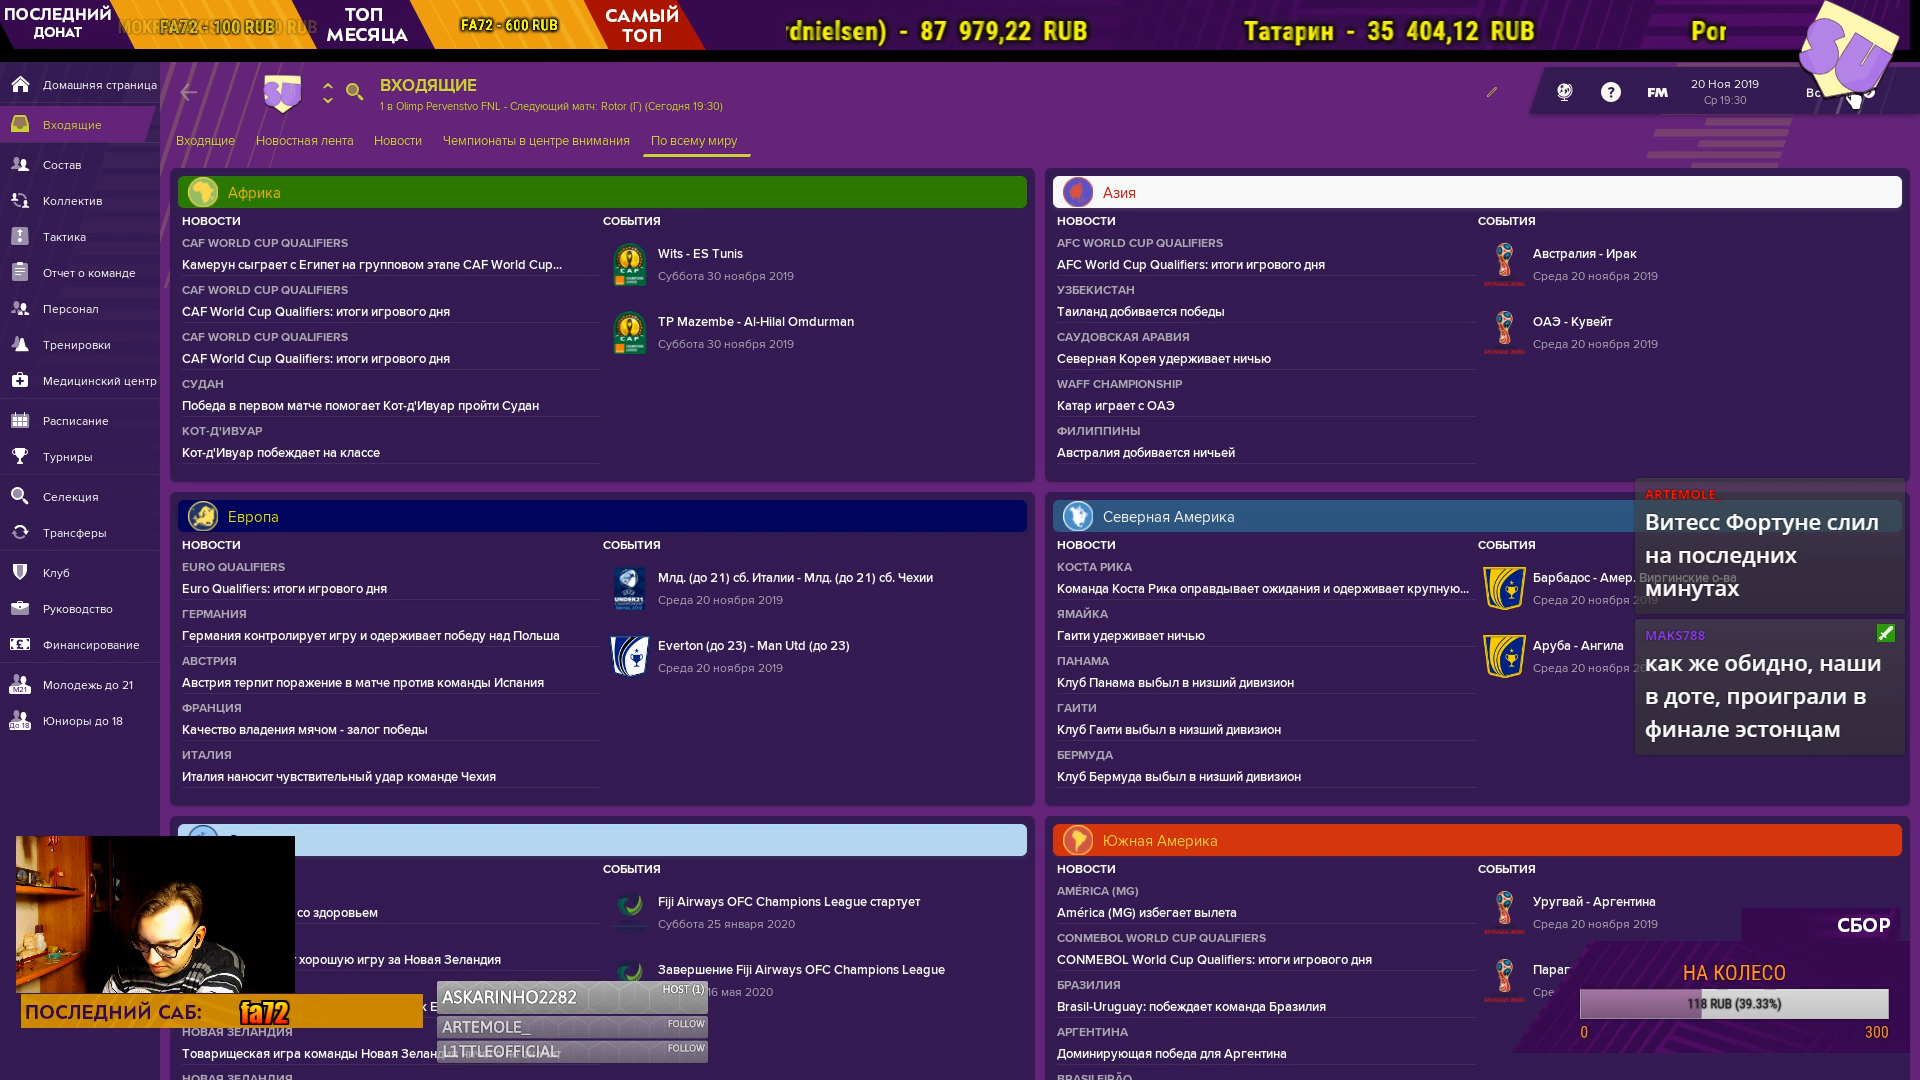 ПОСЛЕДНИЙ
ДОНАТ
FA72 - 100 RUB
ТОП
МЕСЯЦА
FA72 - 600 RUB
САМЫЙ
ТОП
rdnielsen) - 87 979,22 RUB
Татарин - 35 404,12 RUB
Por
Домашняя страница
Входящие
Состав
Коллектив
Тактика
Отчет о команде
Персонал
Тренировки
Медицинский центр
Расписание
Турниры
Селекция
Трансферы
Клуб
Руководство
Финансирование
Молодежь до 21
Юниоры до 18
ВХОДЯЩИЕ
1 в Olimp Pervenstvo FNL - Следующий матч: Rotor (Г) (Сегодня 19:30)
FM
20 Ноя 2019
Ср 19:30
SU
Входящие
Новостная лента
Новости
Чемпионаты в центре внимания
По всему миру
Африка
НОВОСТИ
CAF WORLD CUP QUALIFIERS
Камерун сыграет с Египет на групповом этапе CAF World Cup...
CAF WORLD CUP QUALIFIERS
CAF World Cup Qualifiers: итоги игрового дня
CAF WORLD CUP QUALIFIERS
CAF World Cup Qualifiers: итоги игрового дня
СУДАН
Победа в первом матче помогает Кот-д'Ивуар пройти Судан
КОТ-Д'ИВУАР
Кот-д'Ивуар побеждает на классе
СОБЫТИЯ
Wits - ES Tunis
Суббота 30 ноября 2019
TP Mazembe - Al-Hilal Omdurman
Суббота 30 ноября 2019
Азия
НОВОСТИ
AFC WORLD CUP QUALIFIERS
AFC World Cup Qualifiers: итоги игрового дня
УЗБЕКИСТАН
Таиланд добивается победы
САУДОВСКАЯ АРАВИЯ
Северная Корея удерживает ничью
WAFF CHAMPIONSHIP
Катар играет с ОАЭ
ФИЛИППИНЫ
Австралия добивается ничьей
СОБЫТИЯ
Австралия - Ирак
Среда 20 ноября 2019
ОАЭ - Кувейт
Среда 20 ноября 2019
Европа
НОВОСТИ
EURO QUALIFIERS
Euro Qualifiers: итоги игрового дня
ГЕРМАНИЯ
Германия контролирует игру и одерживает победу над Польша
АВСТРИЯ
Австрия терпит поражение в матче против команды Испания
ФРАНЦИЯ
Качество владения мячом - залог победы
ИТАЛИЯ
Италия наносит чувствительный удар команде Чехия
СОБЫТИЯ
Млд. (до 21) сб. Италии - Млд. (до 21) сб. Чехии
Среда 20 ноября 2019
Everton (до 23) - Man Utd (до 23)
Среда 20 ноября 2019
Северная Америка
НОВОСТИ
КОСТА РИКА
Команда Коста Рика оправдывает ожидания и одерживает крупную...
ЯМАЙКА
Гаити удерживает ничью
ПАНАМА
Клуб Панама выбыл в низший дивизион
ГАИТИ
Клуб Гаити выбыл в низший дивизион
БЕРМУДА
Клуб Бермуда выбыл в низший дивизион
СОБЫТИЯ
Барбадос - Амер. Виргинские о-ва
Среда 20 ноября 2019
Аруба - Ангила
Среда 20 ноября 20
ARTEMOLE_
Витесс Фортуне слил
на последних
минутах
MAKS788
как же обидно, наши
в доте, проиграли в
финале эстонцам
СОБЫТИЯ
со здоровьем
хорошую игру за Новая Зеландия
НОВАЯ ЗЕЛАНДИЯ
Товарищеская игра команды Новая Зеланд
НОВАЯ ЗЕЛАНДИЯ
Fiji Airways OFC Champions League стартует
Суббота 25 января 2020
Завершение Fiji Airways OFC Champions League
16 мая 2020
ПОСЛЕДНИЙ САБ:
fa72
ASKARINHO2282
HOST (1)
ARTEMOLE_
FOLLOW
L1TTLEOFFICIAL
FOLLOW
Южная Америка
НОВОСТИ
AMÉRICA (MG)
América (MG) избегает вылета
CONMEBOL WORLD CUP QUALIFIERS
CONMEBOL World Cup Qualifiers: итоги игрового дня
БРАЗИЛИЯ
Brasil-Uruguay: побеждает команда Бразилия
АРГЕНТИНА
Доминирующая победа для Аргентина
BRASILEIRÃO
СОБЫТИЯ
Уругвай - Аргентина
Среда 20 ноября 2019
Параг
Сре
СБОР
НА КОЛЕСО
118 RUB (39.33%)
0
300